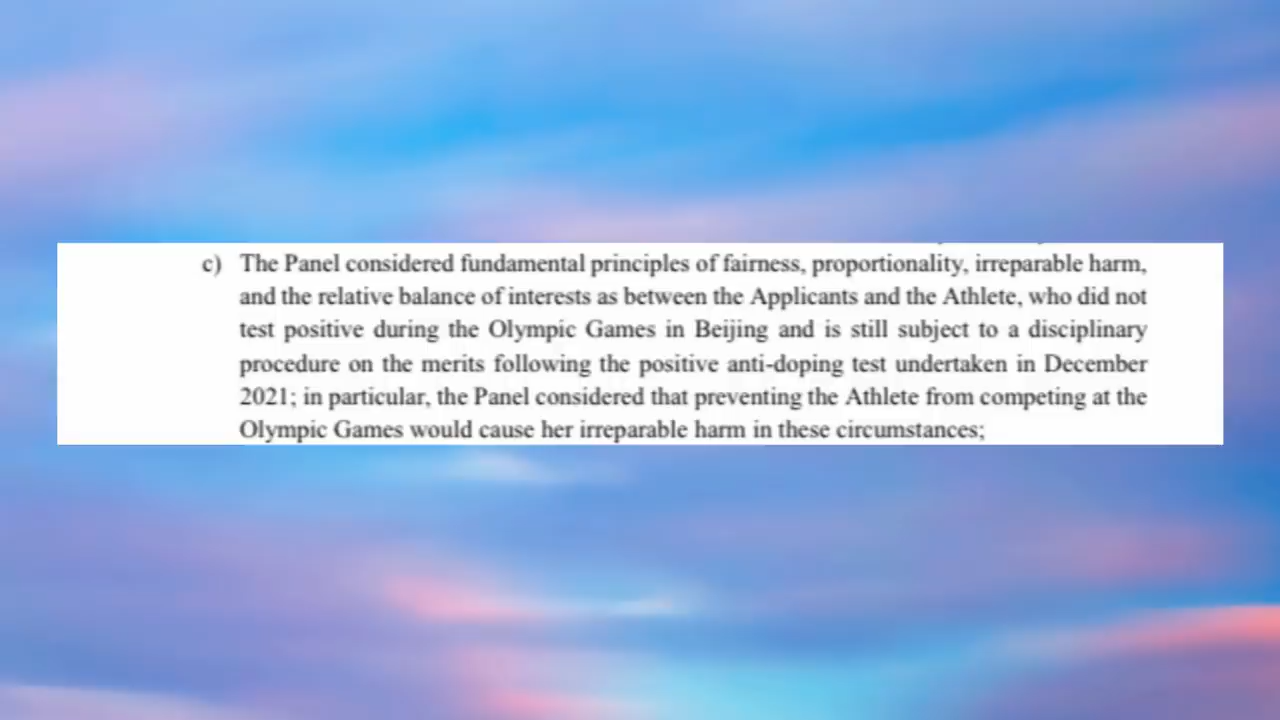 c) The Panel considered fundamental principles of fairness, proportionality, irreparable harm,
and the relative balance of interests as between the Applicants and the Athlete, who did not
test positive during the Olympic Games in Beijing and is still subject to a disciplinary
procedure on the merits following the positive anti-doping test undertaken in December
2021; in particular, the Panel considered that preventing the Athlete from competing at the
Olympic Games would cause her irreparable harm in these circumstances;